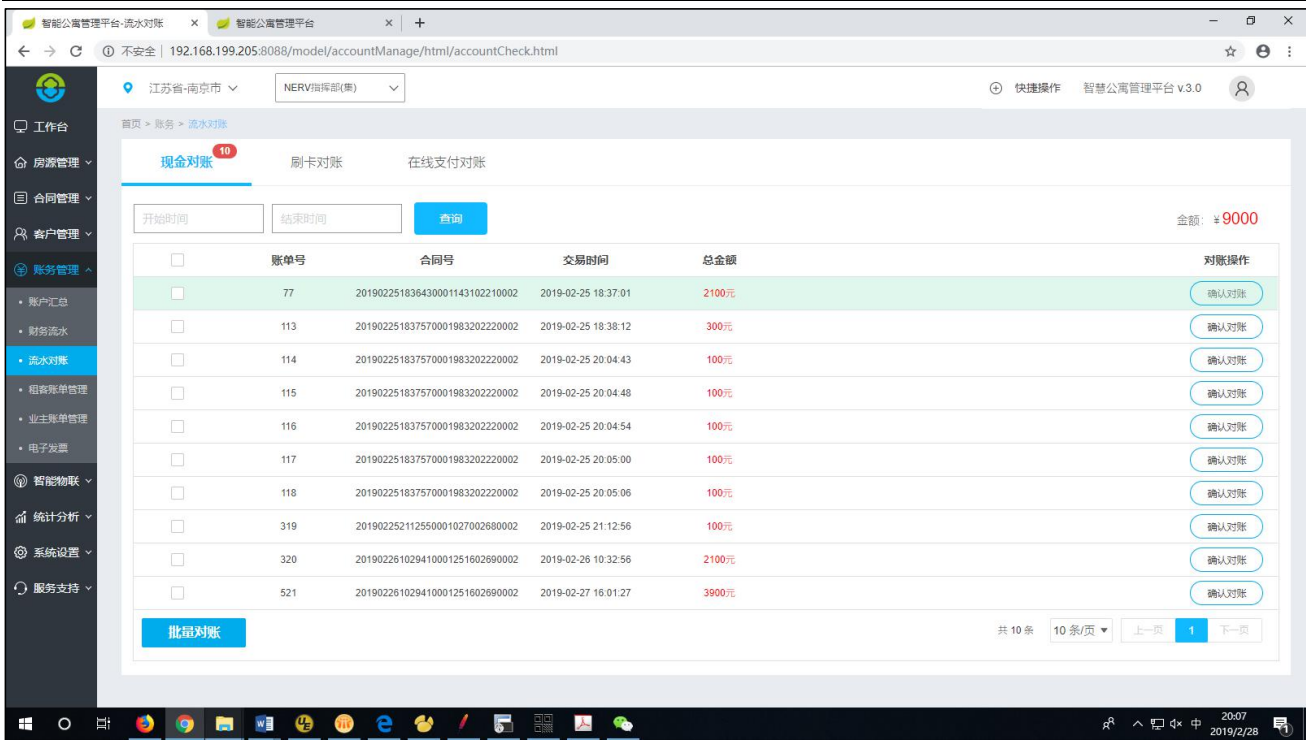 智能公寓管理平台-流水对账
智能公寓管理平台
不安全 | 192.168.199.205:8088/model/accountManage/html/accountCheck.html
江苏省-南京市
NERV指挥部(集)
快捷操作
智慧公寓管理平台 v.3.0
工作台
房源管理
合同管理
客户管理
账务管理
账户汇总
财务流水
流水对账
租客账单管理
业主账单管理
电子发票
智能物联
统计分析
系统设置
服务支持
首页 > 账务 > 流水对账
现金对账 10
刷卡对账
在线支付对账
开始时间
结束时间
查询
金额: ¥9000
账单号 合同号 交易时间 总金额 对账操作
77 201902251836430001143102210002 2019-02-25 18:37:01 2100元 确认对账
113 201902251837570001983202220002 2019-02-25 18:38:12 300元 确认对账
114 201902251837570001983202220002 2019-02-25 20:04:43 100元 确认对账
115 201902251837570001983202220002 2019-02-25 20:04:48 100元 确认对账
116 201902251837570001983202220002 2019-02-25 20:04:54 100元 确认对账
117 201902251837570001983202220002 2019-02-25 20:05:00 100元 确认对账
118 201902251837570001983202220002 2019-02-25 20:05:06 100元 确认对账
319 201902252112550001027002680002 2019-02-25 21:12:56 100元 确认对账
320 201902261029410001251602690002 2019-02-26 10:32:56 2100元 确认对账
521 201902261029410001251602690002 2019-02-27 16:01:27 3900元 确认对账
批量对账
共 10 条
10 条/页
上一页
1
下一页
中
20:07
2019/2/28